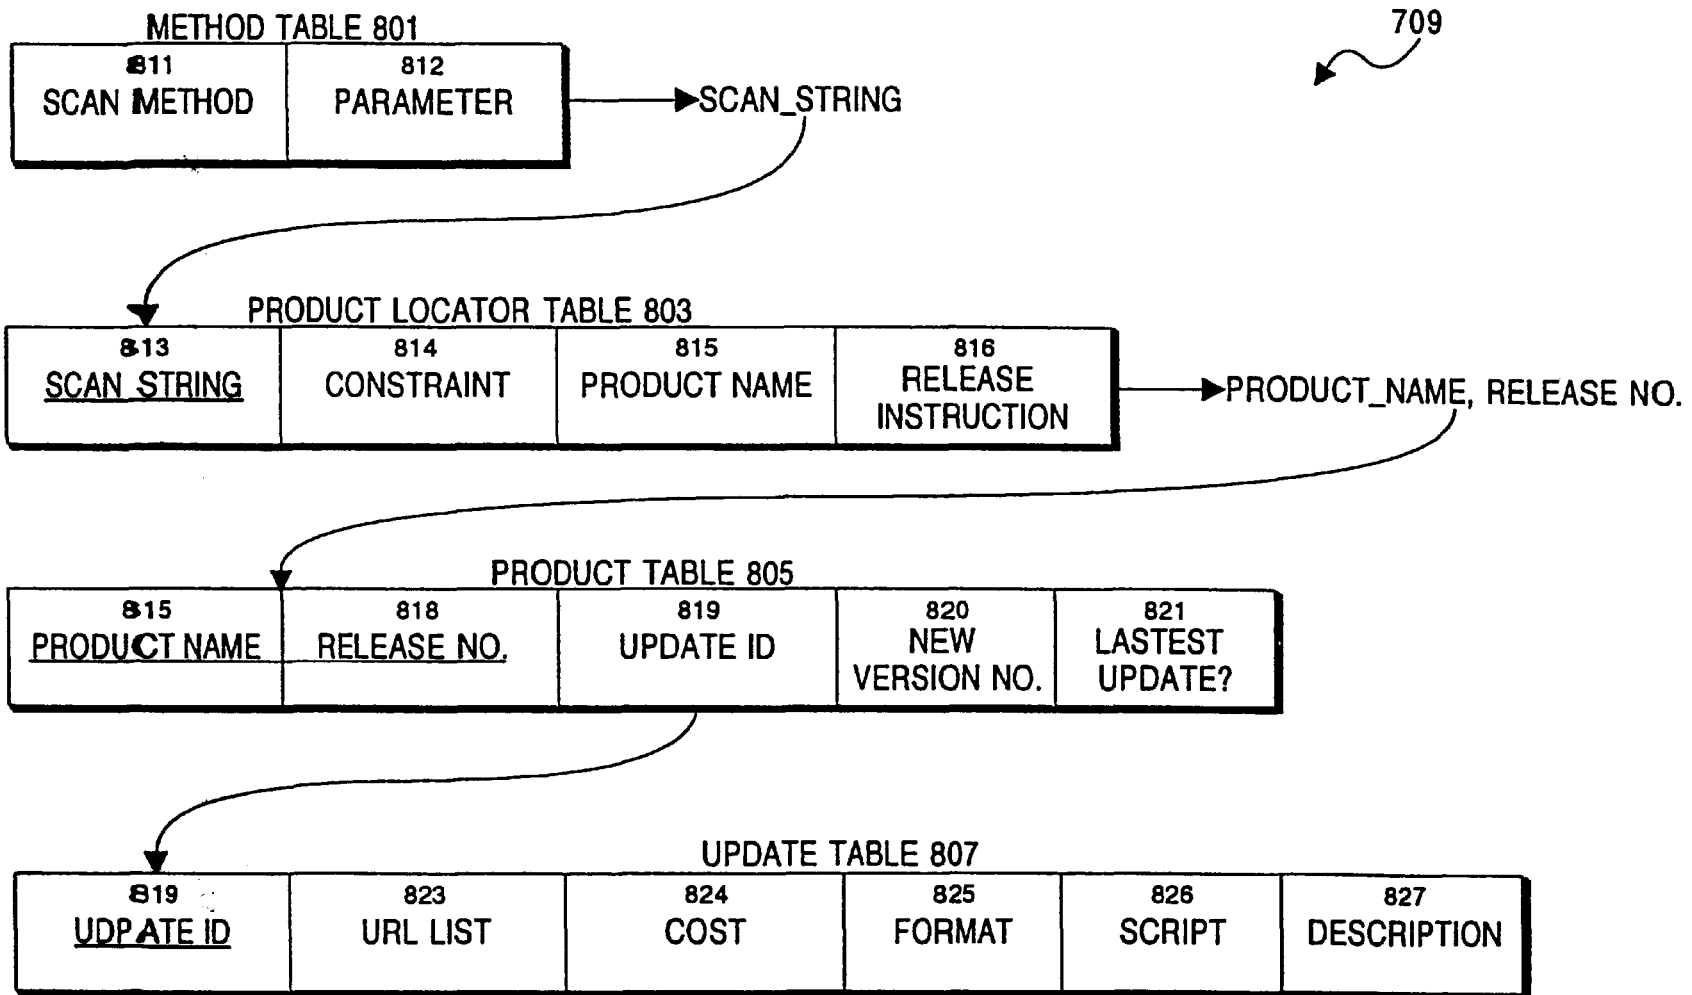 METHOD TABLE 801
709
811 812
SCAN METHOD PARAMETER
SCAN_STRING
PRODUCT LOCATOR TABLE 803
813 814 815 816
SCAN STRING CONSTRAINT PRODUCT NAME RELEASE INSTRUCTION
PRODUCT_NAME, RELEASE NO.
PRODUCT TABLE 805
815 818 819 820 821
PRODUCT NAME RELEASE NO. UPDATE ID NEW VERSION NO. LASTEST UPDATE?
UPDATE TABLE 807
819 823 824 825 826 827
UDPATE ID URL LIST COST FORMAT SCRIPT DESCRIPTION